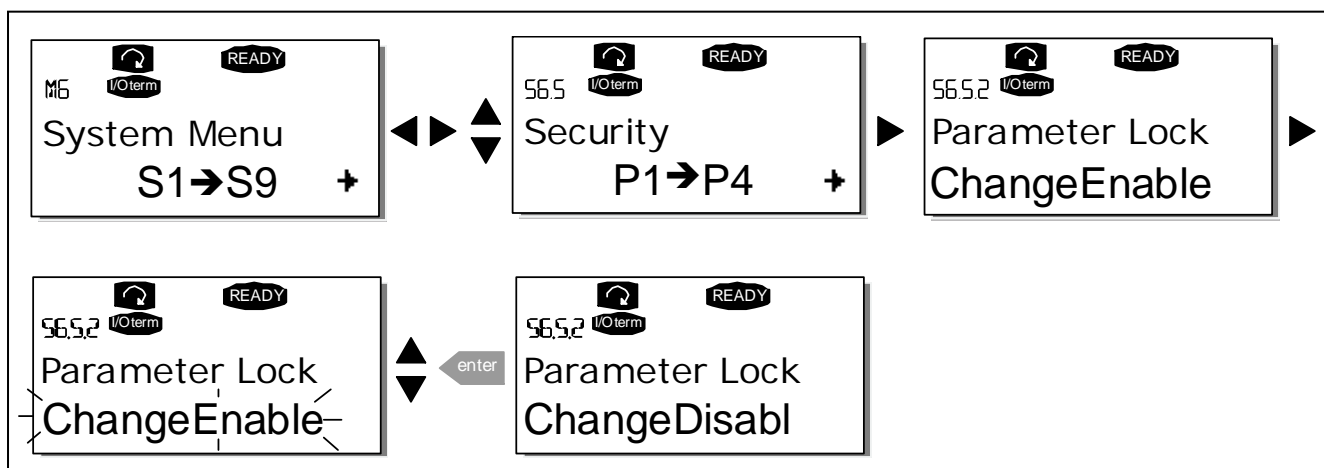 READY
M6 I/Oterm
System Menu
S1➔S9
READY
S6.5 I/Oterm
Security
P1➔P4
READY
S6.5.2 I/Oterm
Parameter Lock
ChangeEnable
READY
S6.5.2 I/Oterm
Parameter Lock
ChangeEnable
enter
READY
S6.5.2 I/Oterm
Parameter Lock
ChangeDisabl